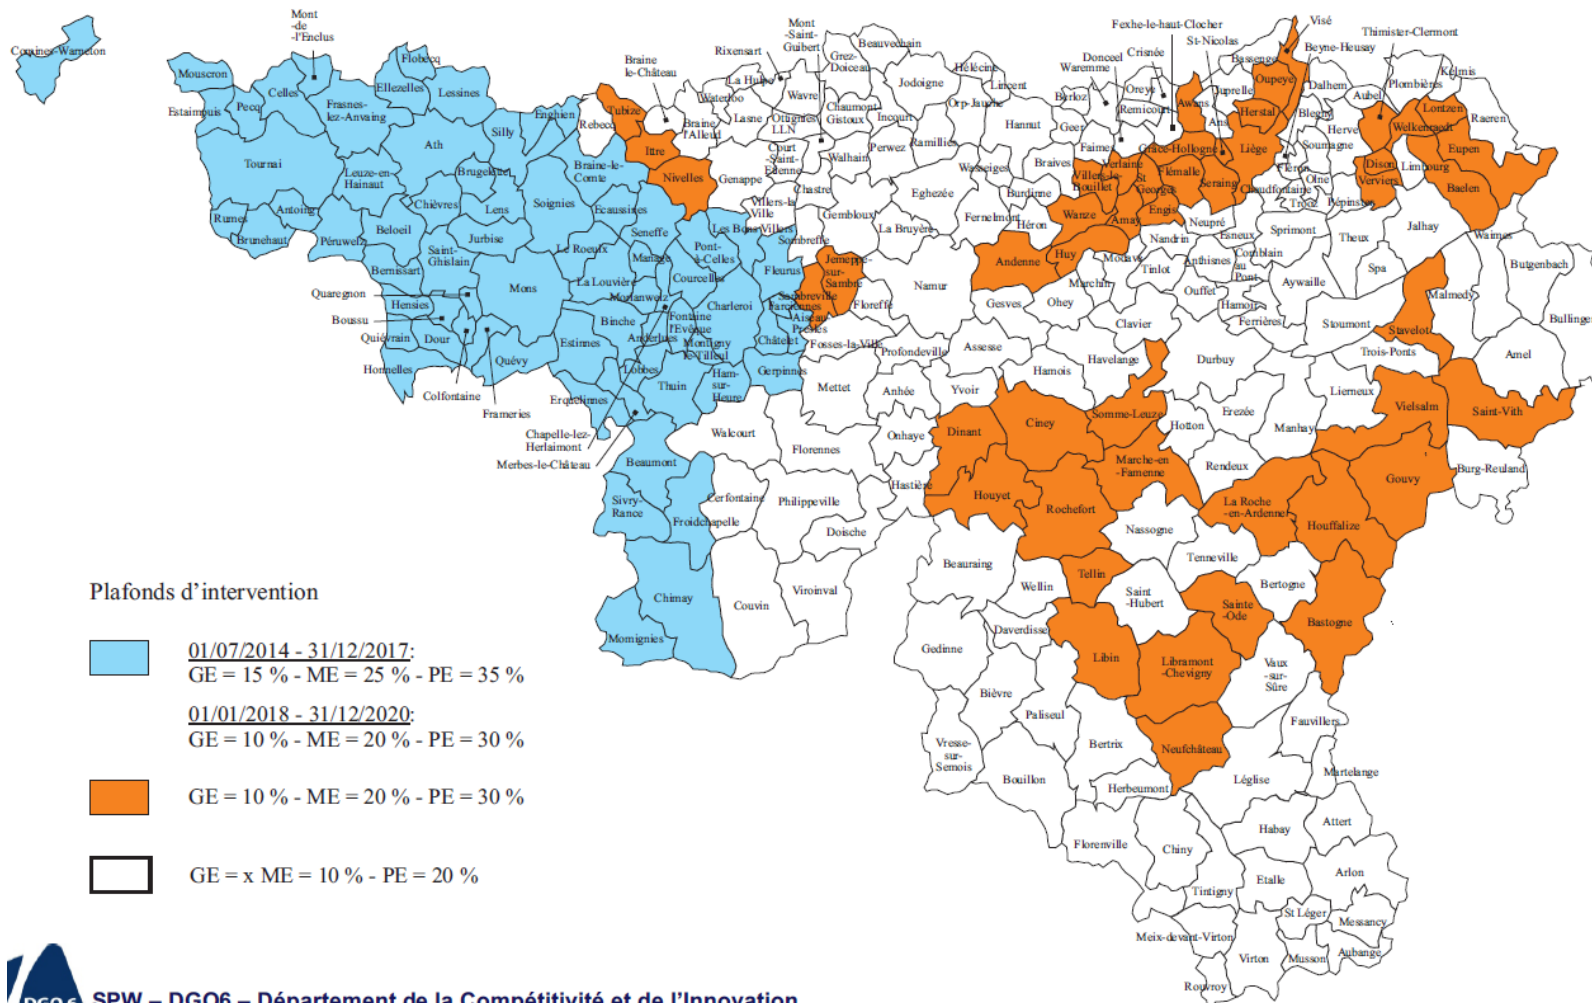 Comines-Warneton
Mont
-de
-l'Enclus
Mouscron
Estaimpuis
Pecq
Celles
Flobecq
Ellezelles
Lessines
Frasnes-
lez-Anvaing
Tournai
Ath
Silly
Enghien
Leuze-en-
Hainaut
Brugelette
Chièvres
Rumes
Antoing
Brunehaut
Péruwelz
Beloeil
Lens
Jurbise
Bernissart
Saint-
Ghislain
Mons
Soignies
Braine-le-
Comte
Ecaussines
Le Roeulx
Seneffe
Manage
La Louvière
Morlanwelz
Quaregnon
Hensies
Boussu
Quiévrain
Dour
Honnelles
Colfontaine
Frameries
Quévy
Estinnes
Binche
Anderlues
Fontaine
l'Evêque
Montigny
le-Tilleul
Lobbes
Thuin
Ham-
sur-
Heure
Erquelinnes
Chapelle-lez-
Herlaimont
Merbes-le-Château
Les Bons Villers
Pont-
à-Celles
Courcelles
Charleroi
Fleurus
Farciennes
Aiseau-
Presles
Châtelet
Gerpinnes
Beaumont
Sivry-
Rance
Froidchapelle
Chimay
Momignies
Braine
le-Château
Tubize
Rebecq
Ittre
Nivelles
Braine
l'Alleud
Waterloo
La Hulpe
Rixensart
Lasne
Wavre
Ottignies
LLN
Mont
-Saint-
Guibert
Court
-Saint-
Etienne
Genappe
Villers-la
Ville
Chastre
Walhain
Chaumont
Gistoux
Grez-
Doiceau
Beauvechain
Jodoigne
Hélécine
Orp-Jauche
Incourt
Perwez
Ramillies
Lincent
Hannut
Wasseiges
Gembloux
Eghezée
Sombreffe
La Bruyère
Fernelmont
Jemeppe-
sur-
Sambre
Sambreville
Floreffe
Namur
Andenne
Gesves
Ohey
Fosses-la-Ville
Profondeville
Assesse
Mettet
Anhée
Yvoir
Hamois
Havelange
Walcourt
Florennes
Onhaye
Dinant
Ciney
Somme-Leuze
Hastière
Houyet
Rochefort
Cerfontaine
Philippeville
Doische
Couvin
Viroinval
Beauraing
Gedinne
Bièvre
Vresse-
sur-
Semois
Fexhe-le-haut-Clocher
Donceel
Waremme
Crisnée
St-Nicolas
Visé
Beyne-Heusay
Thimister-Clermont
Berloz
Oreye
Remicourt
Geer
Faimes
Awans
Ans
Juprelle
Bassenge
Oupeye
Herstal
Dalhem
Blegny
Aubel
Plombières
Kelmis
Lontzen
Welkenraedt
Raeren
Eupen
Baelen
Limbourg
Herve
Soumagne
Liège
Fléron
Olne
Trooz
Pépinster
Dison
Verviers
Chaudfontaine
Grâce-Hollogne
Flémalle
Seraing
Braives
Burdinne
Héron
Villers-le-
Bouillet
Verlaine
St
Georges
Wanze
Amay
Engis
Huy
Neupré
Nandrin
Esneux
Sprimont
Theux
Jalhay
Spa
Waimes
Butgenbach
Bullingen
Modave
Marchin
Tinlot
Anthisnes
Comblain
au
Pont
Ouffet
Hamoir
Ferrières
Aywaille
Clavier
Durbuy
Stoumont
Stavelot
Malmedy
Trois-Ponts
Amel
Lierneux
Vielsalm
Saint-Vith
Burg-Reuland
Erezée
Manhay
Hotton
Rendeux
Marche-en
-Famenne
La Roche
-en-Ardenne
Gouvy
Houffalize
Nassogne
Tenneville
Bertogne
Bastogne
Tellin
Wellin
Saint
-Hubert
Sainte
-Ode
Daverdisse
Libin
Libramont
-Chevigny
Vaux
-sur-
Sûre
Fauvillers
Paliseul
Bertrix
Neufchâteau
Bouillon
Herbeumont
Léglise
Martelange
Florenville
Chiny
Habay
Attert
Tintigny
Etalle
Arlon
St Léger
Messancy
Meix-devant-Virton
Virton
Musson
Aubange
Rouvroy
Plafonds d'intervention
01/07/2014 - 31/12/2017:
GE = 15 % - ME = 25 % - PE = 35 %
01/01/2018 - 31/12/2020:
GE = 10 % - ME = 20 % - PE = 30 %
GE = 10 % - ME = 20 % - PE = 30 %
GE = x ME = 10 % - PE = 20 %
DGO 6
SPW – DGO6 – Département de la Compétitivité et de l'Innovation